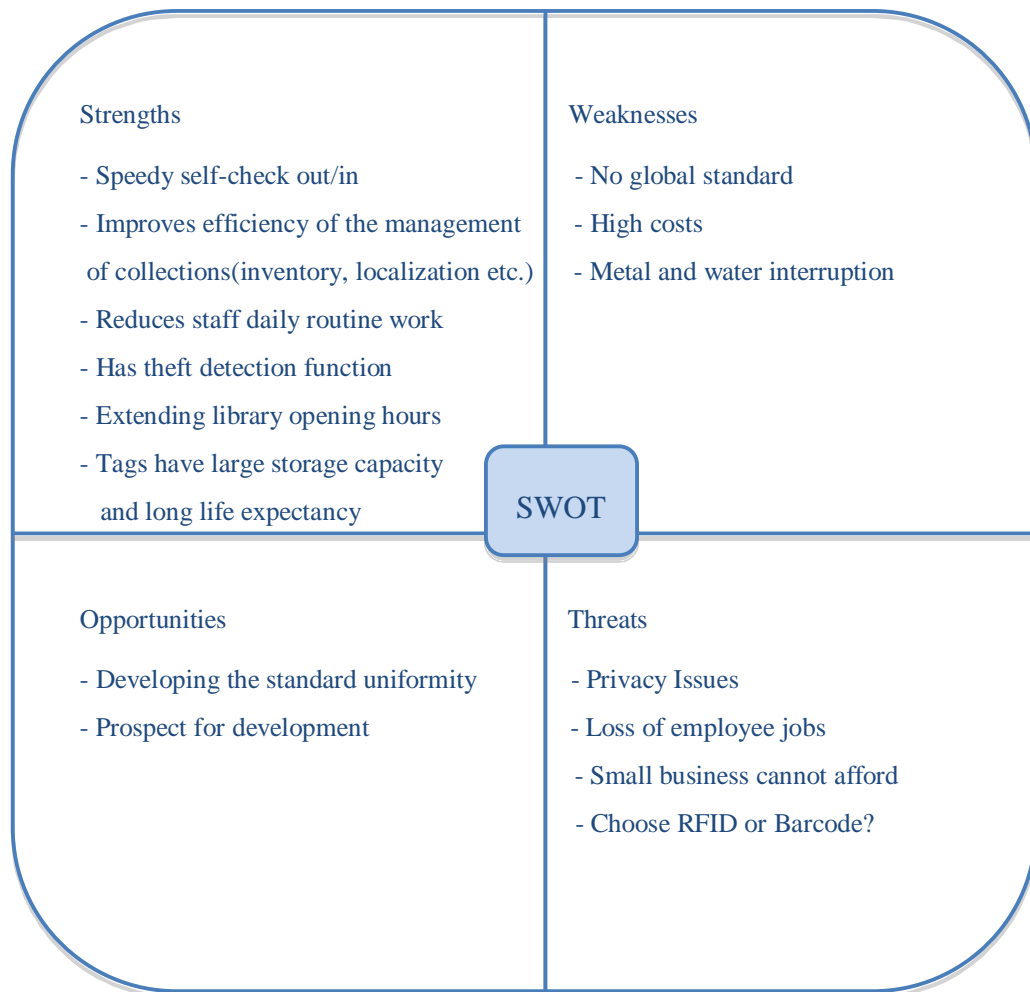 Strengths
- Speedy self-check out/in
- Improves efficiency of the management
of collections(inventory, localization etc.)
- Reduces staff daily routine work
- Has theft detection function
- Extending library opening hours
- Tags have large storage capacity
and long life expectancy
Weaknesses
- No global standard
- High costs
- Metal and water interruption
SWOT
Opportunities
- Developing the standard uniformity
- Prospect for development
Threats
- Privacy Issues
- Loss of employee jobs
- Small business cannot afford
- Choose RFID or Barcode?